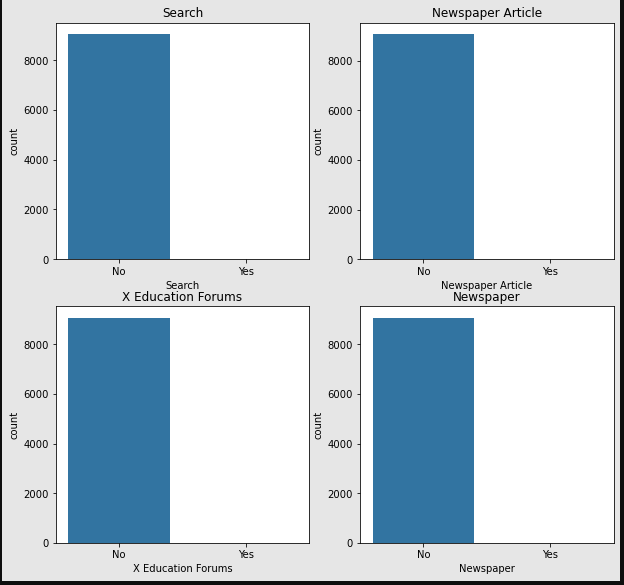 Search
8000
6000
4000
2000
0
count
No Yes
Search
Newspaper Article
8000
6000
4000
2000
0
count
No Yes
Newspaper Article
X Education Forums
8000
6000
4000
2000
0
count
No Yes
X Education Forums
Newspaper
8000
6000
4000
2000
0
count
No Yes
Newspaper